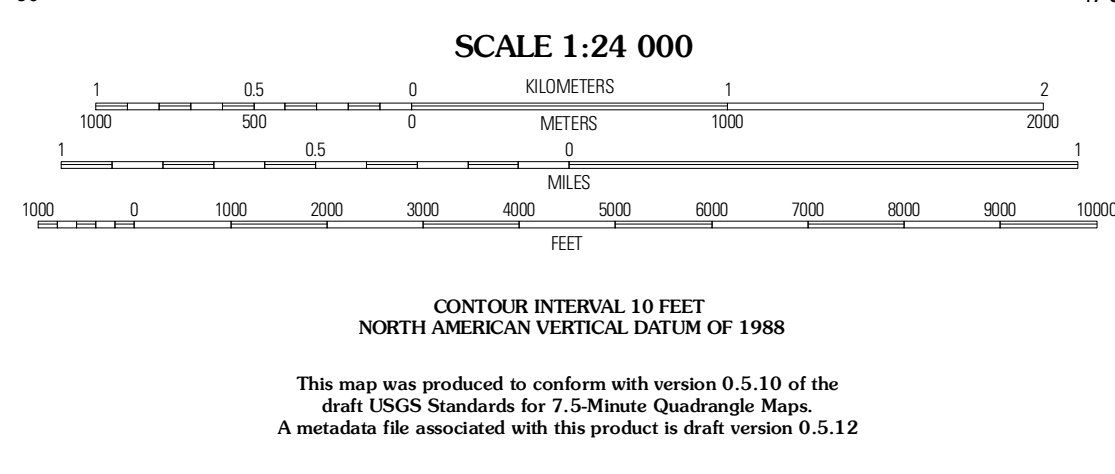 SCALE 1:24 000
1 0.5 0 KILOMETERS 1 2
1000 500 0 METERS 1000 2000
1 0.5 0 1
MILES
1000 0 1000 2000 3000 4000 5000 6000 7000 8000 9000 10000
FEET
CONTOUR INTERVAL 10 FEET
NORTH AMERICAN VERTICAL DATUM OF 1988
This map was produced to conform with version 0.5.10 of the
draft USGS Standards for 7.5-Minute Quadrangle Maps.
A metadata file associated with this product is draft version 0.5.12